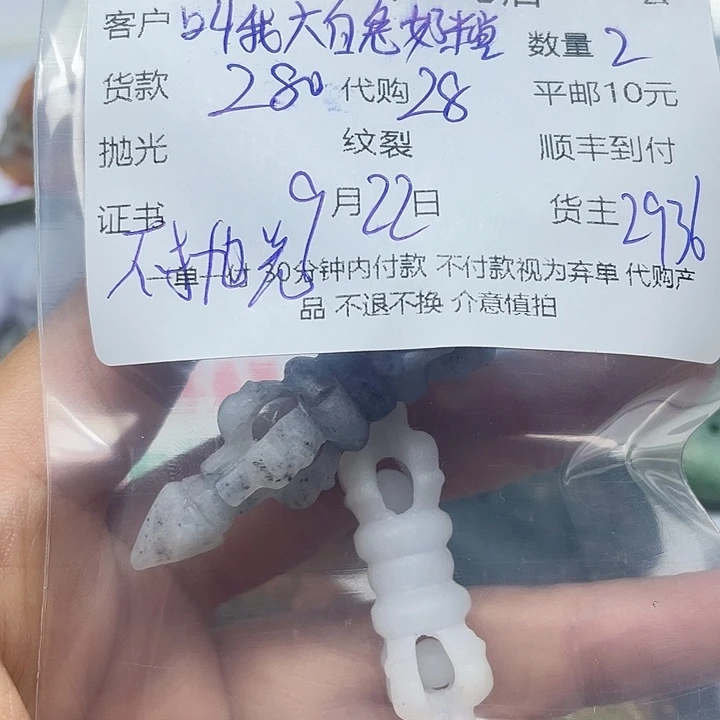 客户 叫我大白兔奶糖 数量 2
货款 280 代购 28 平邮10元
抛光 纹裂 顺丰到付
证书 9月22日 货主 2936
不寺抛光
一单一付 30分钟内付款 不付款视为弃单 代购产
品 不退不换 介意慎拍